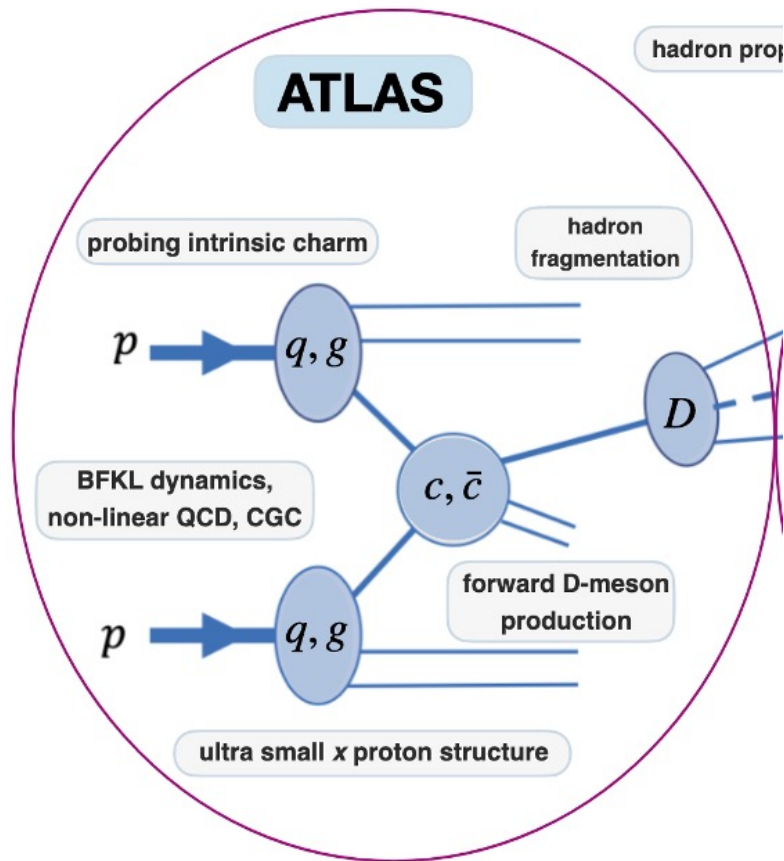 ATLAS
hadron prop
probing intrinsic charm
hadron
fragmentation
p
q, g
D
c, c̄
BFKL dynamics,
non-linear QCD, CGC
forward D-meson
production
p
q, g
ultra small x proton structure